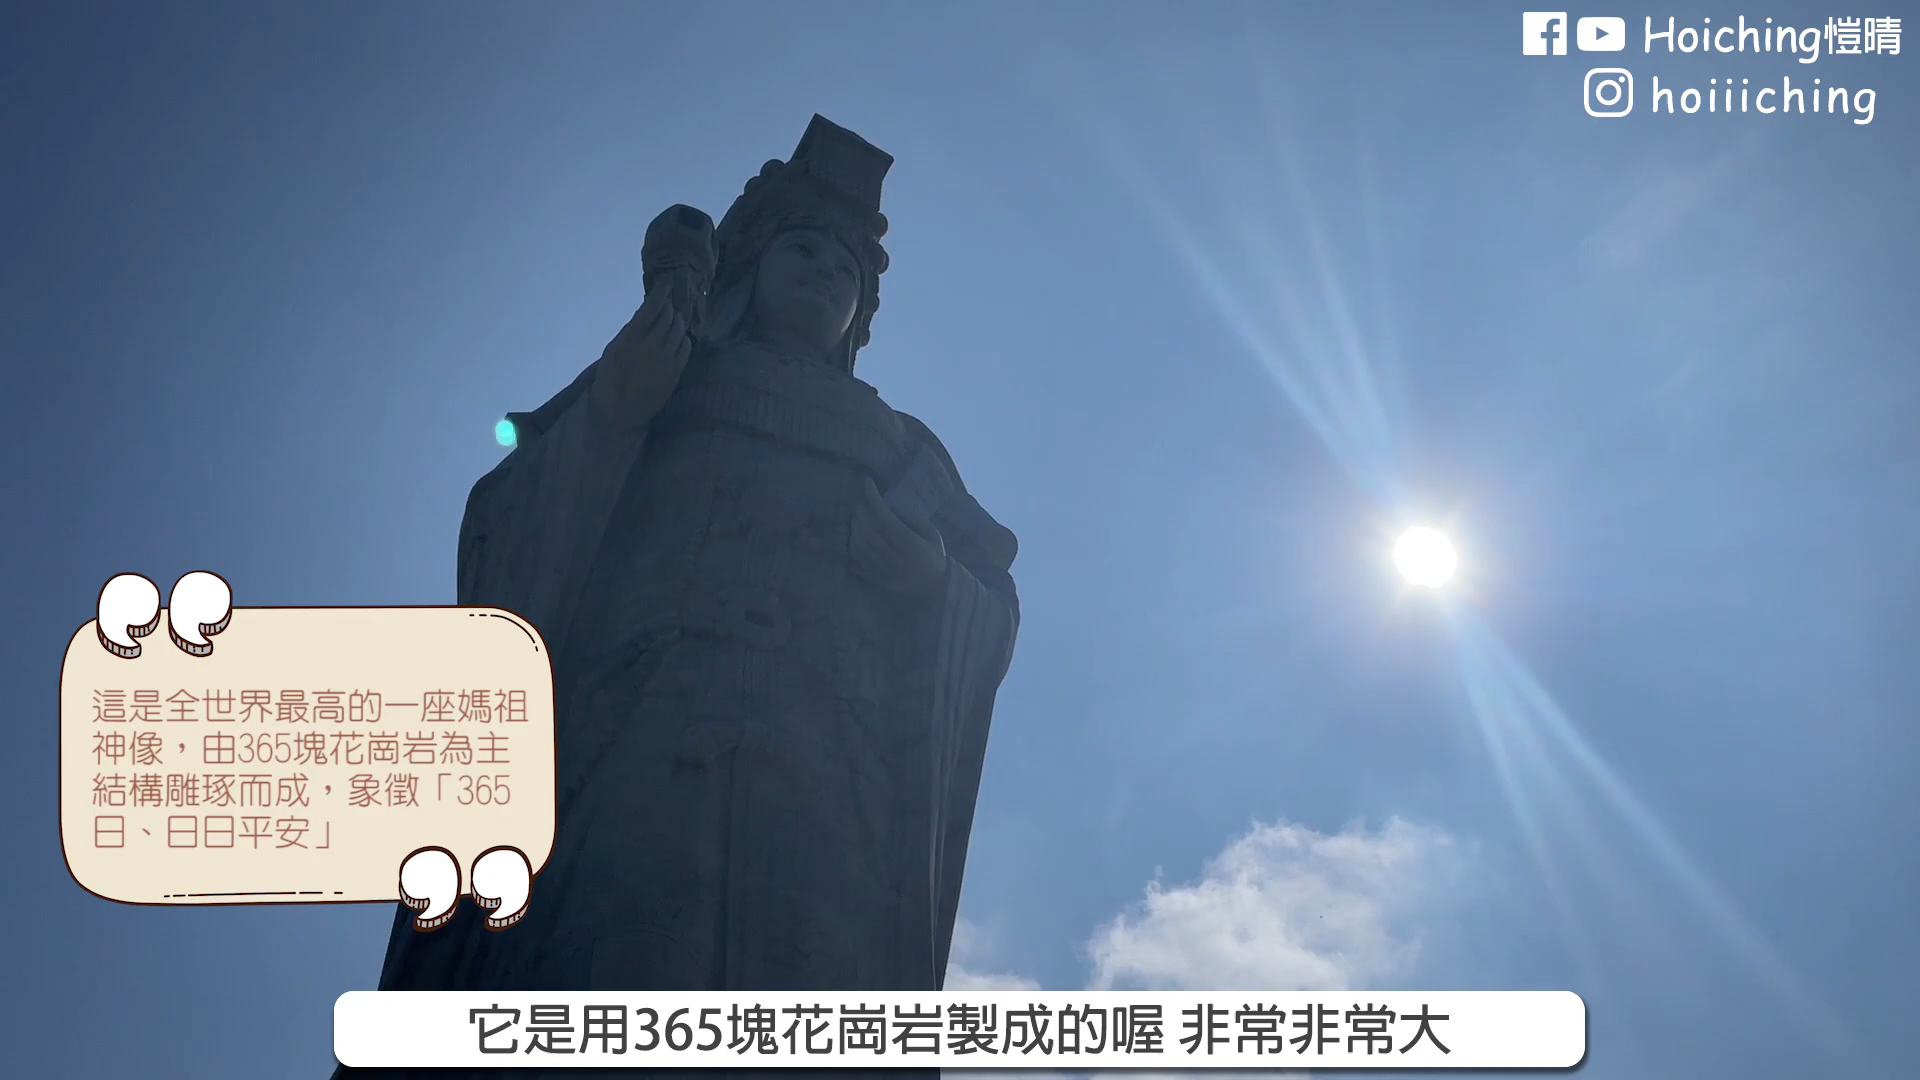 Hoiching愷晴
hoiiiching
這是全世界最高的一座媽祖
神像，由365塊花崗岩為主
結構雕琢而成，象徵「365
日、日日平安」
它是用365塊花崗岩製成的喔 非常非常大